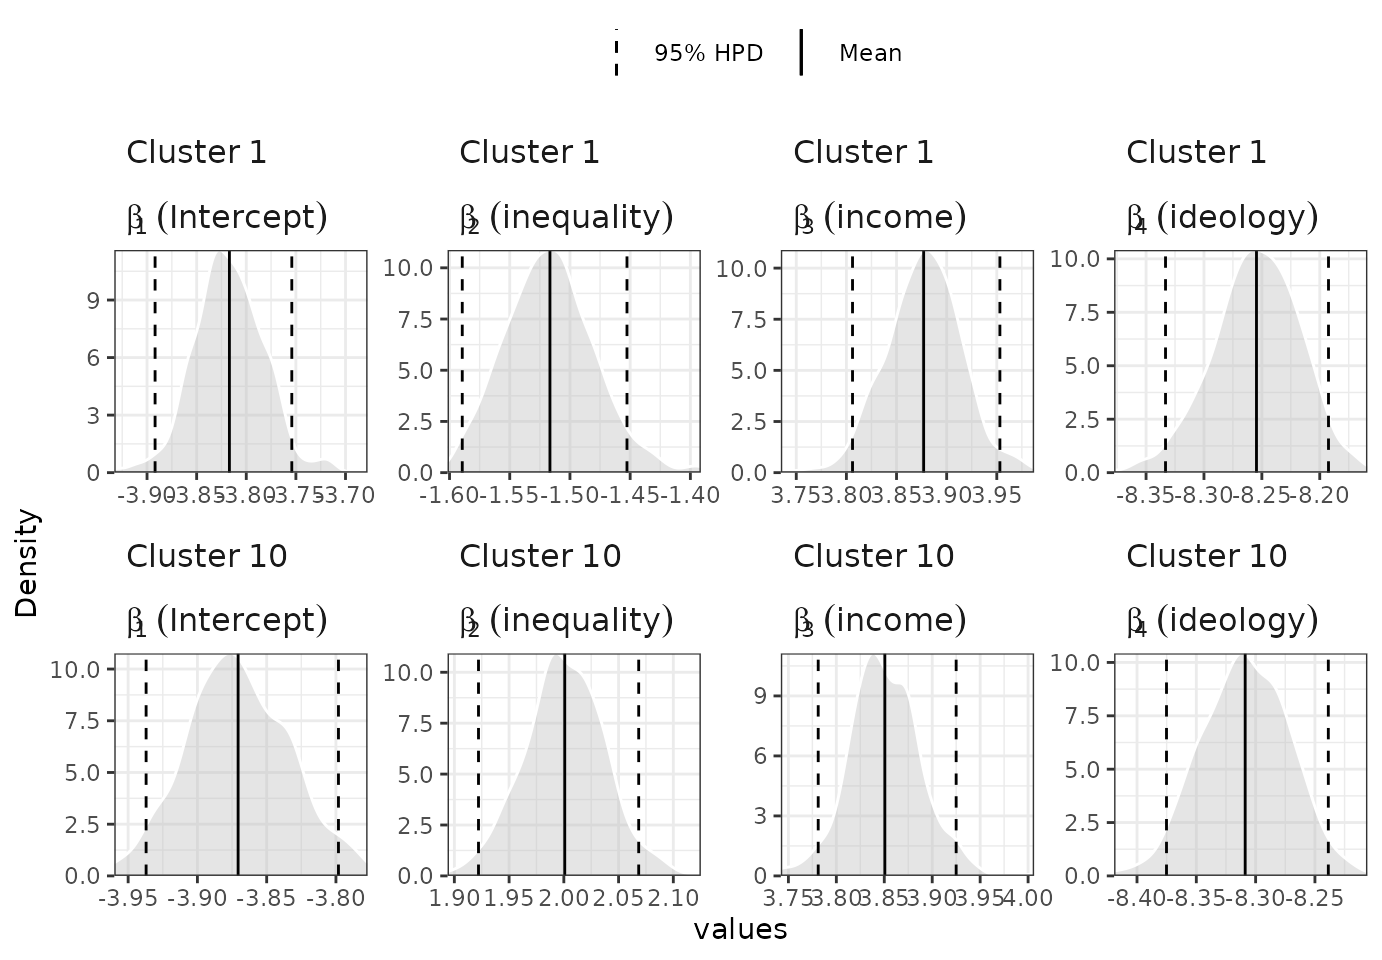 95% HPD Mean
Cluster 1 Cluster 1 Cluster 1 Cluster 1
β1 (Intercept) β2 (inequality) β3 (income) β4 (ideology)
9 6 3 0
10.0 7.5 5.0 2.5 0.0
10.0 7.5 5.0 2.5 0.0
10.0 7.5 5.0 2.5 0.0
-3.90 -3.85 -3.80 -3.75 -3.70
-1.60 -1.55 -1.50 -1.45 -1.40
3.75 3.80 3.85 3.90 3.95
-8.35 -8.30 -8.25 -8.20
Density
Cluster 10 Cluster 10 Cluster 10 Cluster 10
β1 (Intercept) β2 (inequality) β3 (income) β4 (ideology)
10.0 7.5 5.0 2.5 0.0
10.0 7.5 5.0 2.5 0.0
9 6 3 0
10.0 7.5 5.0 2.5 0.0
-3.95 -3.90 -3.85 -3.80
1.90 1.95 2.00 2.05 2.10
3.75 3.80 3.85 3.90 3.95 4.00
-8.40 -8.35 -8.30 -8.25
values